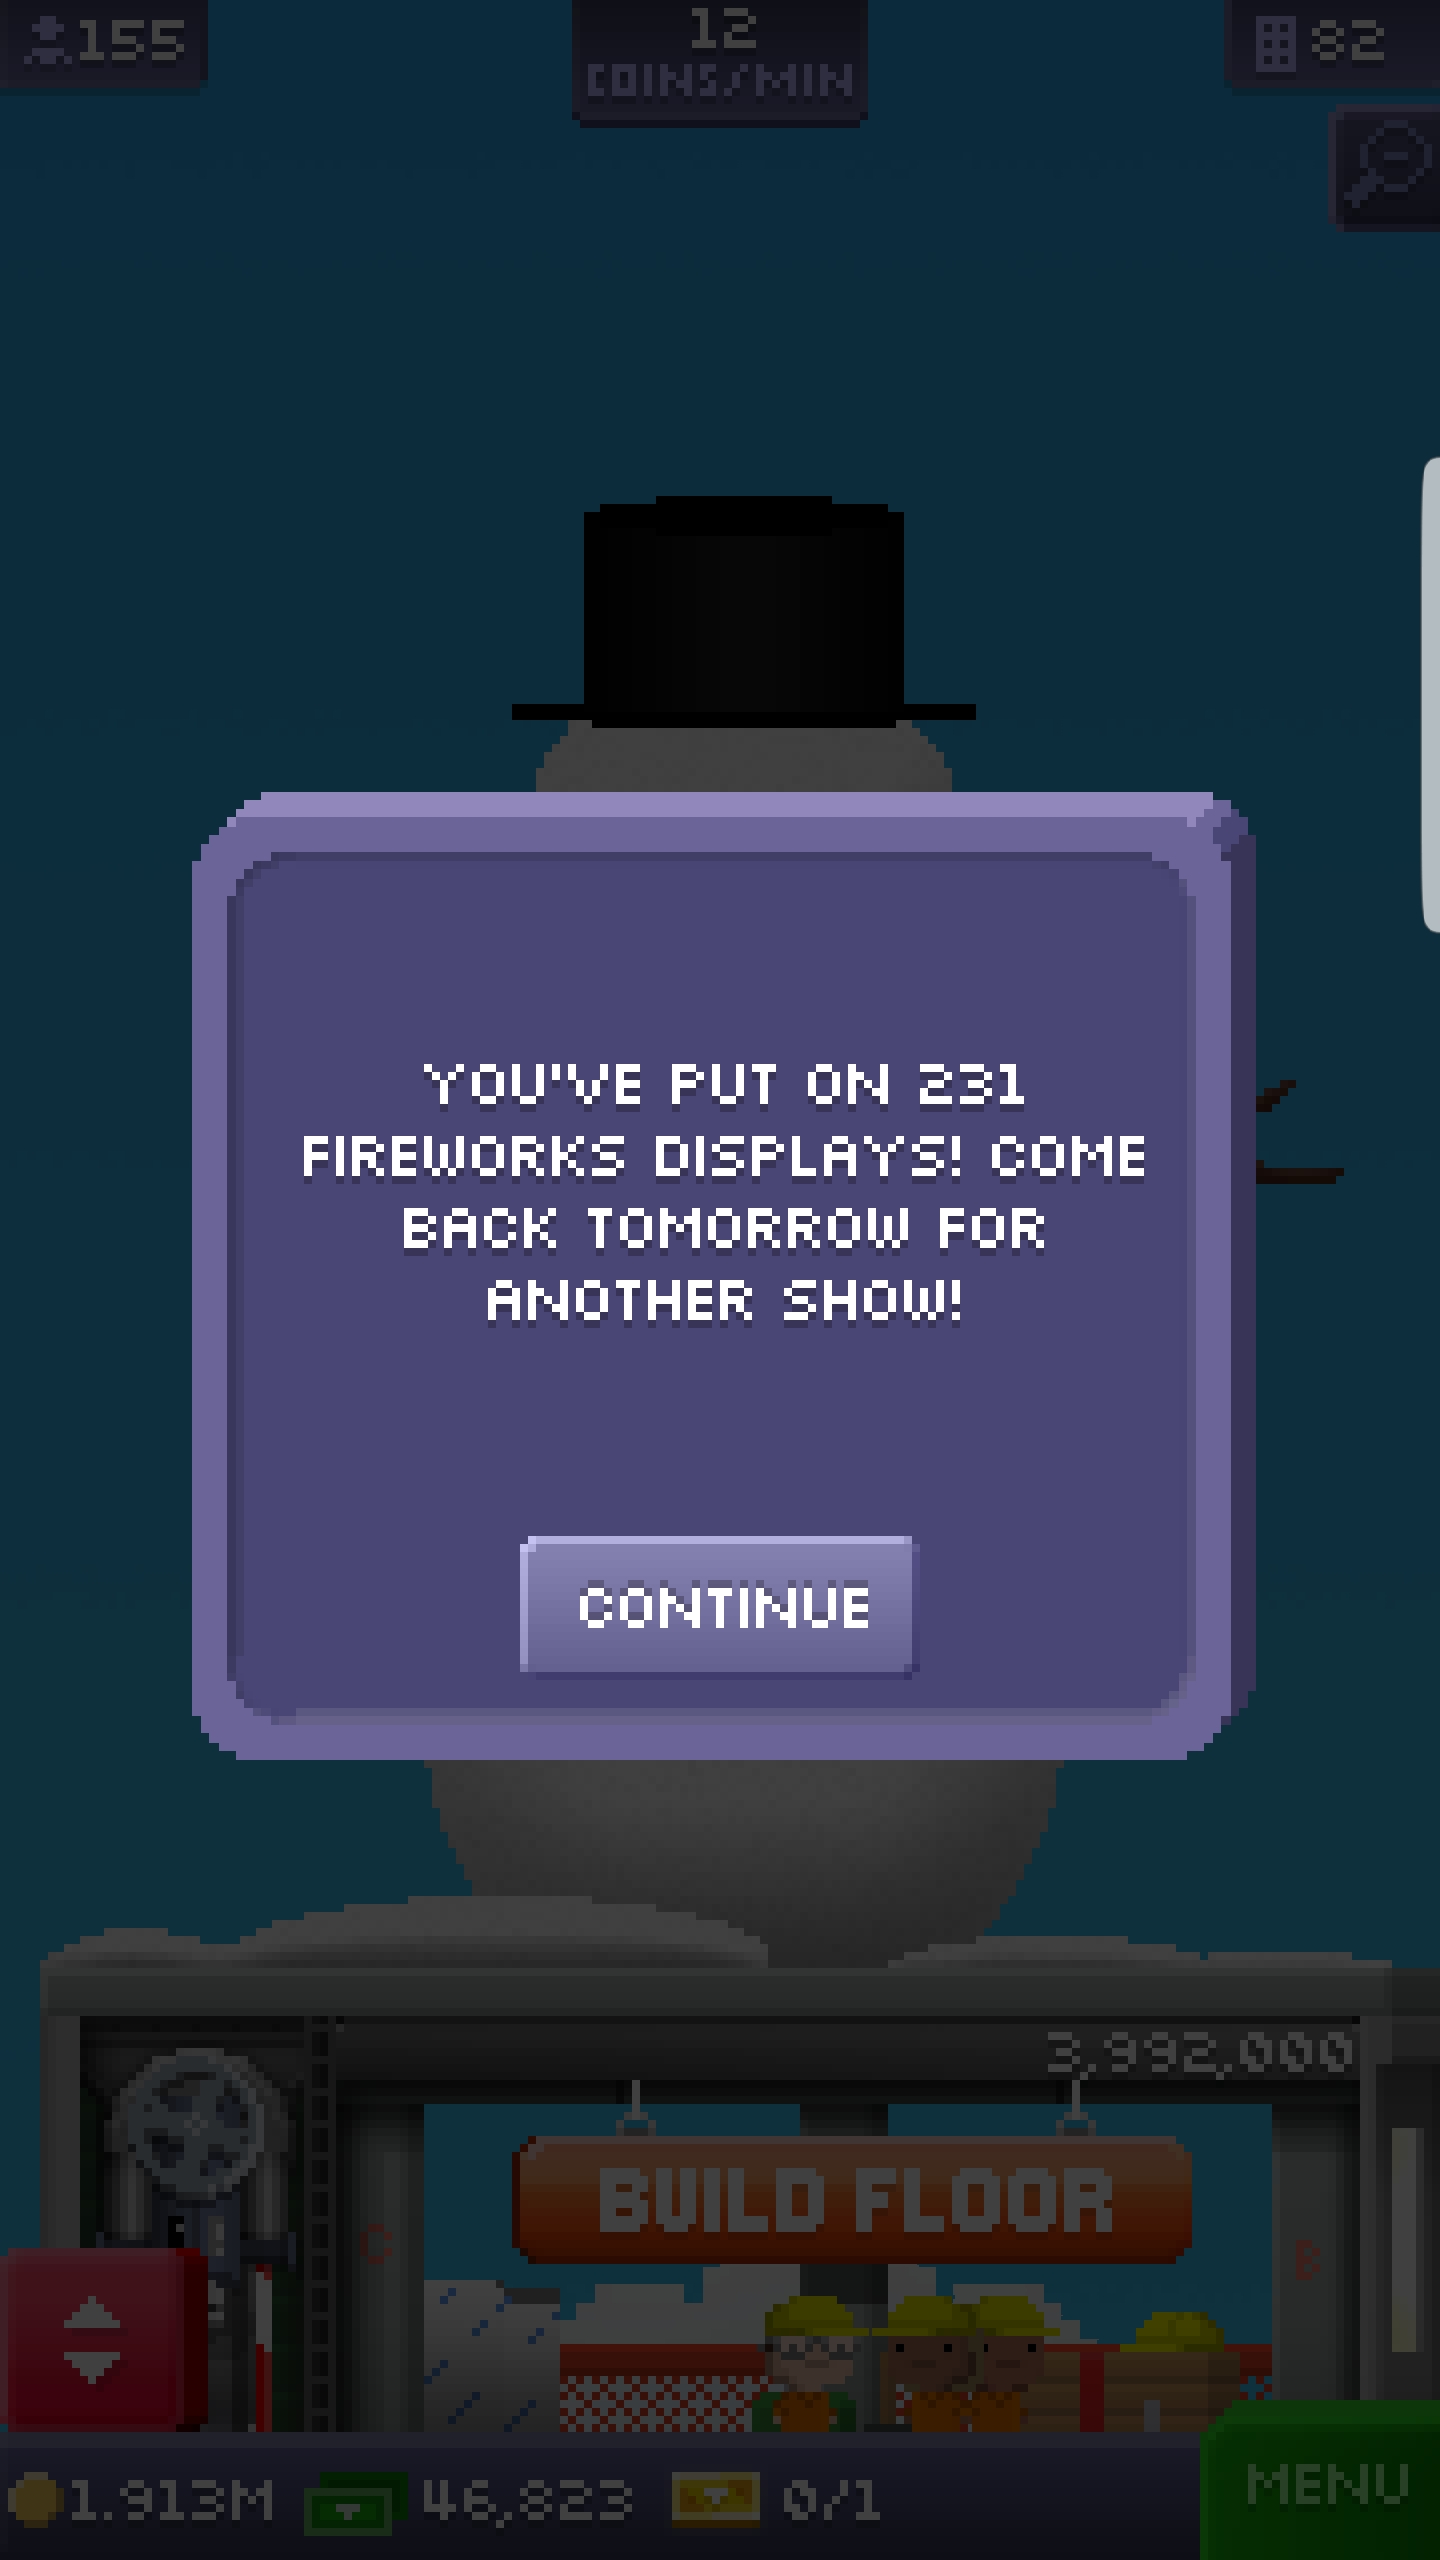 155
12
COINS/MIN
82
YOU'VE PUT ON 231
FIREWORKS DISPLAYS! COME
BACK TOMORROW FOR
ANOTHER SHOW!
CONTINUE
3,992,000
BUILD FLOOR
C
B
1.913M
46,823
0/1
MENU